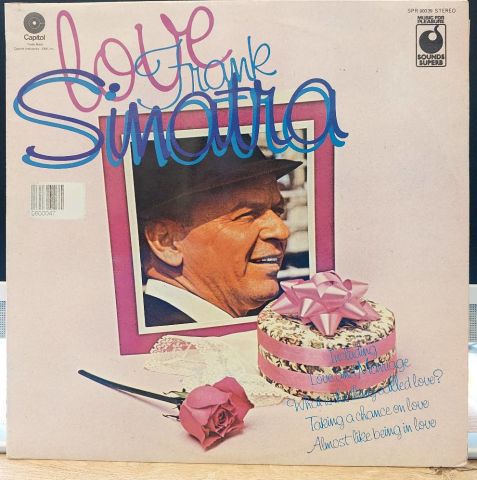 Capitol
SPR 90039 STEREO
MUSIC FOR
PLEASURE
SOUNDS
SUPERB
love
Frank
Sinatra
0600047
Including
Love and Marriage
What is this thing called love?
Taking a chance on love
Almost like being in love